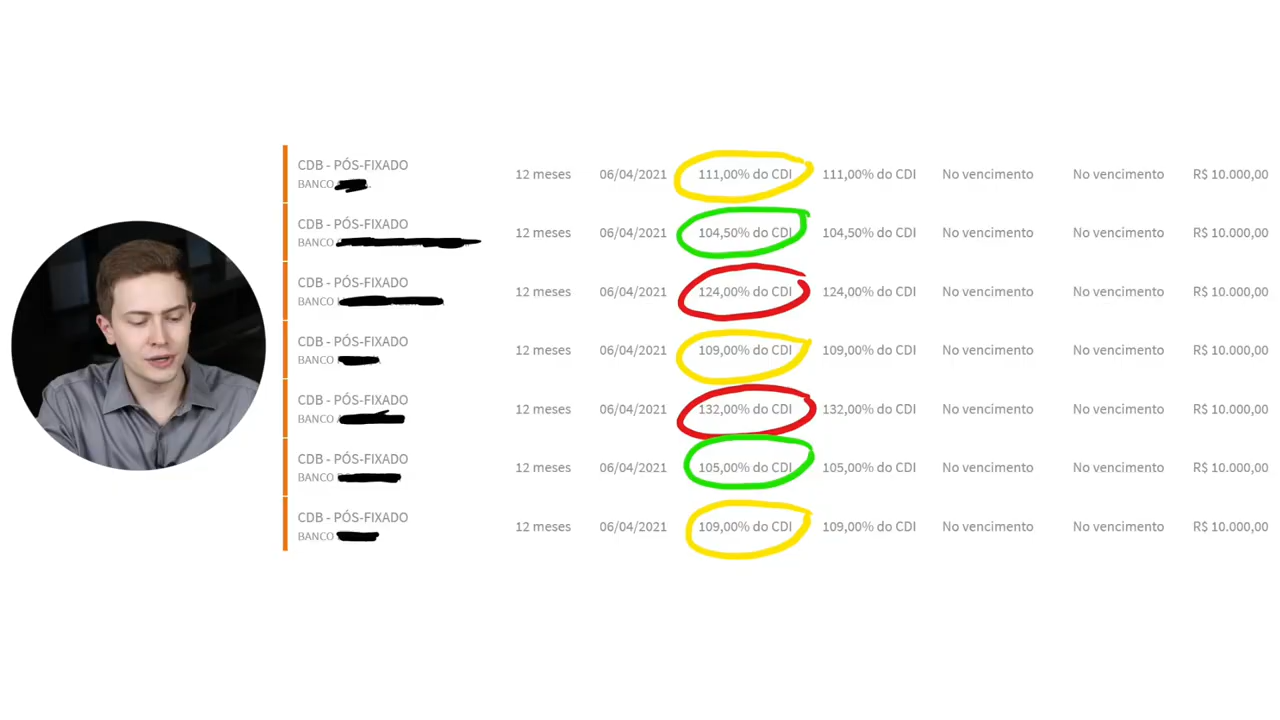 CDB - PÓS-FIXADO
BANCO
12 meses 06/04/2021 111,00% do CDI 111,00% do CDI No vencimento No vencimento R$ 10.000,00
CDB - PÓS-FIXADO
BANCO
12 meses 06/04/2021 104,50% do CDI 104,50% do CDI No vencimento No vencimento R$ 10.000,00
CDB - PÓS-FIXADO
BANCO
12 meses 06/04/2021 124,00% do CDI 124,00% do CDI No vencimento No vencimento R$ 10.000,00
CDB - PÓS-FIXADO
BANCO
12 meses 06/04/2021 109,00% do CDI 109,00% do CDI No vencimento No vencimento R$ 10.000,00
CDB - PÓS-FIXADO
BANCO
12 meses 06/04/2021 132,00% do CDI 132,00% do CDI No vencimento No vencimento R$ 10.000,00
CDB - PÓS-FIXADO
BANCO
12 meses 06/04/2021 105,00% do CDI 105,00% do CDI No vencimento No vencimento R$ 10.000,00
CDB - PÓS-FIXADO
BANCO
12 meses 06/04/2021 109,00% do CDI 109,00% do CDI No vencimento No vencimento R$ 10.000,00